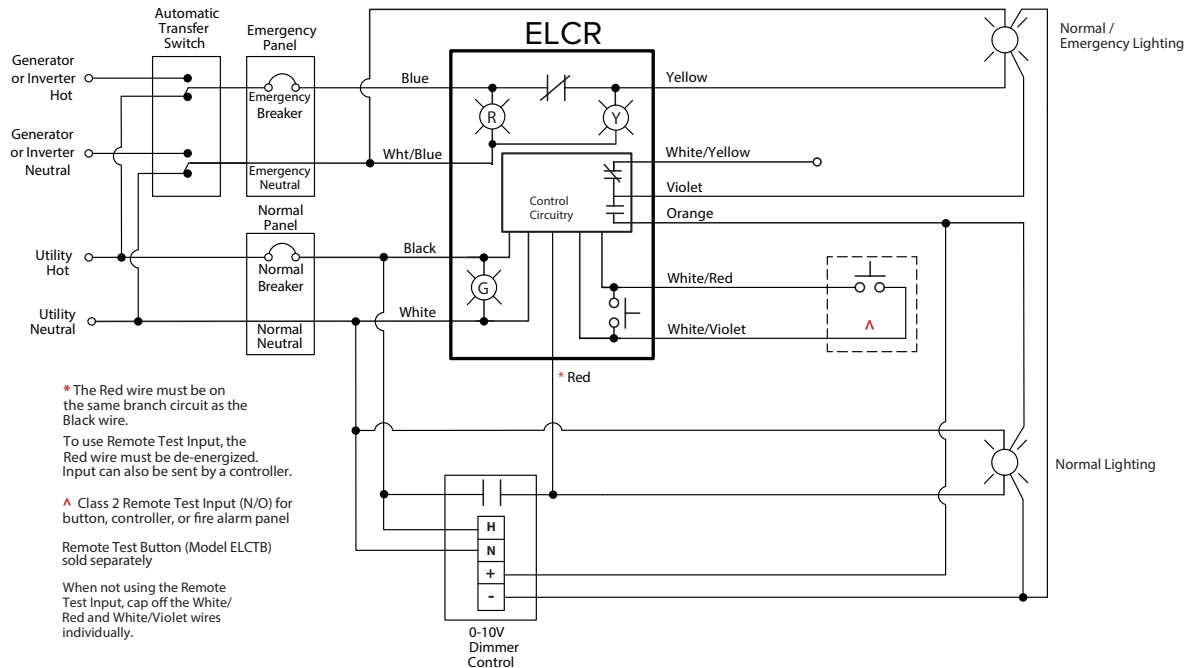 Automatic
Transfer
Switch
Emergency
Panel
ELCR
Normal /
Emergency Lighting
Generator
or Inverter
Hot
Blue
Yellow
Emergency
Breaker
R
Y
Generator
or Inverter
Neutral
Wht/Blue
White/Yellow
Emergency
Neutral
Violet
Control
Circuitry
Orange
Normal
Panel
Utility
Hot
Black
Normal
Breaker
G
White/Red
Utility
Neutral
White
Normal
Neutral
White/Violet
^
* Red
* The Red wire must be on
the same branch circuit as the
Black wire.
To use Remote Test Input, the
Red wire must be de-energized.
Input can also be sent by a controller.
^ Class 2 Remote Test Input (N/O) for
button, controller, or fire alarm panel
Remote Test Button (Model ELCTB)
sold separately
When not using the Remote
Test Input, cap off the White/
Red and White/Violet wires
individually.
Normal Lighting
H
N
+
-
0-10V
Dimmer
Control